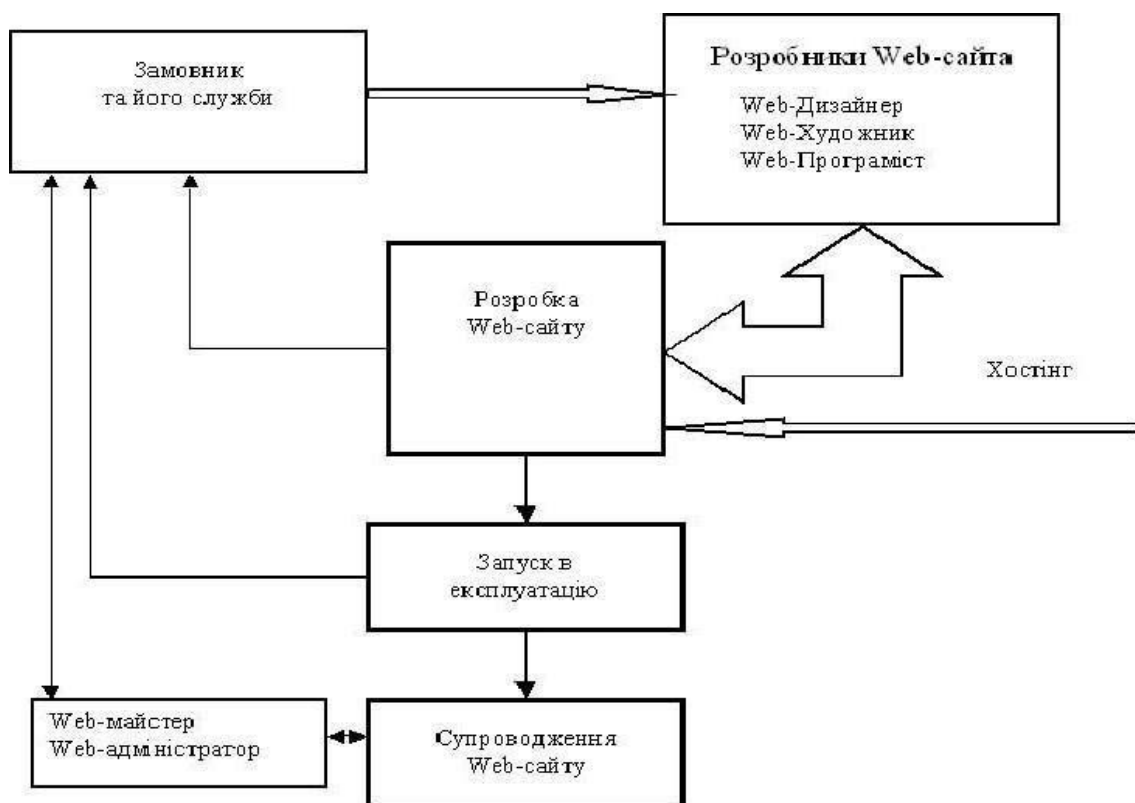 Замовник
та його служби
Розробники Web-сайта
Web-Дизайнер
Web-Художник
Web-Програміст
Розробка
Web-сайту
Хостінг
Запуск в
експлуатацію
Web-майстер
Web-адміністратор
Супроводження
Web-сайту